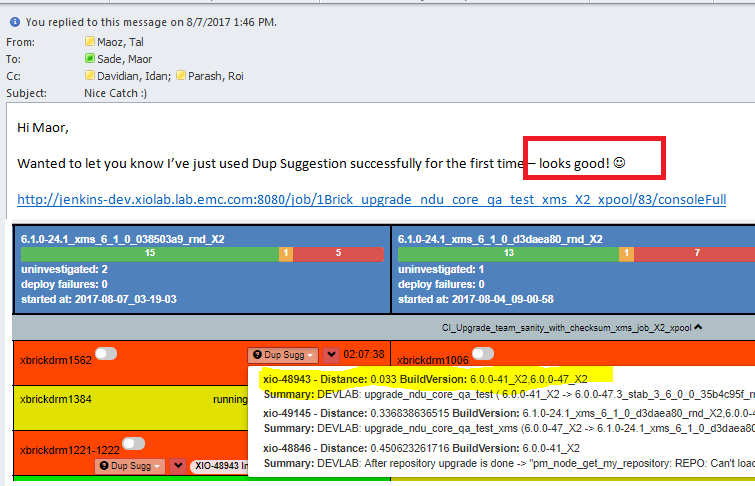 You replied to this message on 8/7/2017 1:46 PM.
From: Maoz, Tal
To: Sade, Maor
Cc: Davidian, Idan; Parash, Roi
Subject: Nice Catch :)
Hi Maor,
Wanted to let you know I've just used Dup Suggestion successfully for the first time – looks good! ☺
http://jenkins-dev.xiolab.lab.emc.com:8080/job/1Brick_upgrade_ndu_core_qa_test_xms_X2_xpool/83/consoleFull
6.1.0-24.1_xms_6_1_0_038503a9_rnd_X2 6.1.0-24.1_xms_6_1_0_d3daea80_rnd_X2
15 1 5 13 1 7
uninvestigated: 2 uninvestigated: 1
deploy failures: 0 deploy failures: 0
started at: 2017-08-07_03-19-03 started at: 2017-08-04_09-00-58
CI_Upgrade_team_sanity_with_checksum_xms_job_X2_xpool
xbrickdrm1562 Dup Sugg 02:07:38 xbrickdrm1006
xio-48943 - Distance: 0.033 BuildVersion: 6.0.0-41_X2,6.0.0-47_X2
xbrickdrm1384 running Summary: DEVLAB: upgrade_ndu_core_qa_test ( 6.0.0-41_X2 -> 6.0.0-47.3_stab_3_6_0_0_35b4c95f_r
xio-49145 - Distance: 0.336838636515 BuildVersion: 6.1.0-24.1_xms_6_1_0_d3daea80_rnd_X2,6.0.0-4
Summary: DEVLAB: upgrade_ndu_core_qa_test_xms (6.0.0-47_X2 -> 6.1.0-24.1_xms_6_1_0_d3daea80
xbrickdrm1221-1222 xio-48846 - Distance: 0.450623261716 BuildVersion: 6.0.0-41_X2
Dup Sugg XIO-48943 In Summary: DEVLAB: After repository upgrade is done -> "pm_node_get_my_repository: REPO: Can't loa